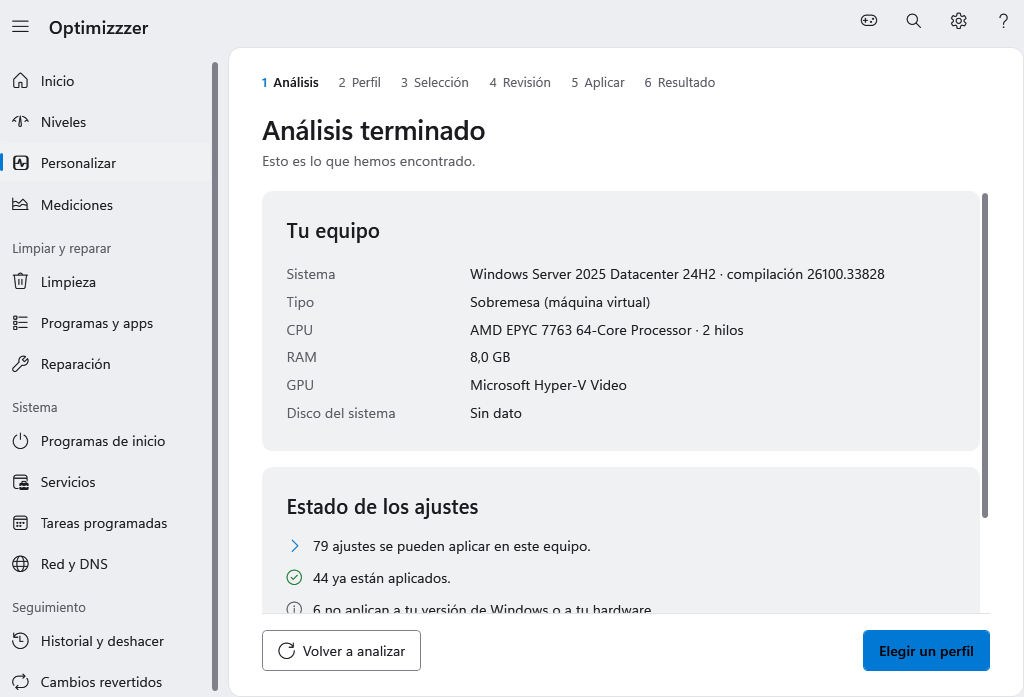 Optimizzzer
Inicio
Niveles
Personalizar
Mediciones
Limpiar y reparar
Limpieza
Programas y apps
Reparación
Sistema
Programas de inicio
Servicios
Tareas programadas
Red y DNS
Seguimiento
Historial y deshacer
Cambios revertidos
1 Análisis 2 Perfil 3 Selección 4 Revisión 5 Aplicar 6 Resultado
Análisis terminado
Esto es lo que hemos encontrado.
Tu equipo
Sistema Windows Server 2025 Datacenter 24H2 · compilación 26100.33828
Tipo Sobremesa (máquina virtual)
CPU AMD EPYC 7763 64-Core Processor · 2 hilos
RAM 8,0 GB
GPU Microsoft Hyper-V Video
Disco del sistema Sin dato
Estado de los ajustes
79 ajustes se pueden aplicar en este equipo.
44 ya están aplicados.
6 no aplican a tu versión de Windows o a tu hardware.
Volver a analizar
Elegir un perfil